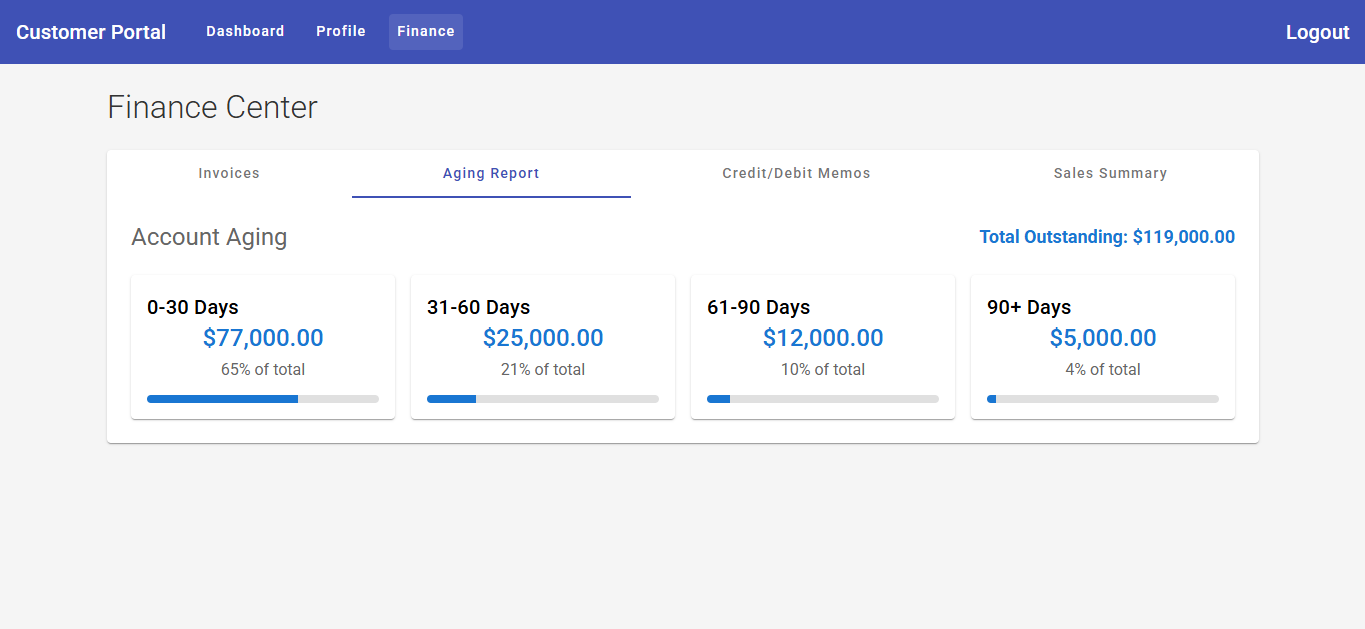 Customer Portal Dashboard Profile Finance Logout
Finance Center
Invoices Aging Report Credit/Debit Memos Sales Summary
Account Aging Total Outstanding: $119,000.00
0-30 Days
$77,000.00
65% of total
31-60 Days
$25,000.00
21% of total
61-90 Days
$12,000.00
10% of total
90+ Days
$5,000.00
4% of total